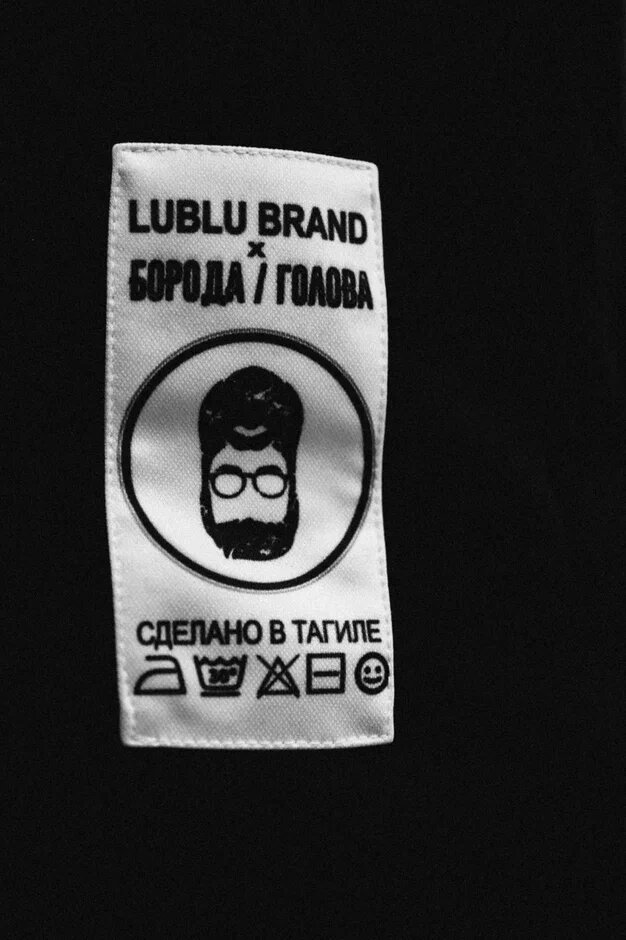 LUBLU BRAND
x
БОРОДА / ГОЛОВА
СДЕЛАНО В ТАГИЛЕ
30°